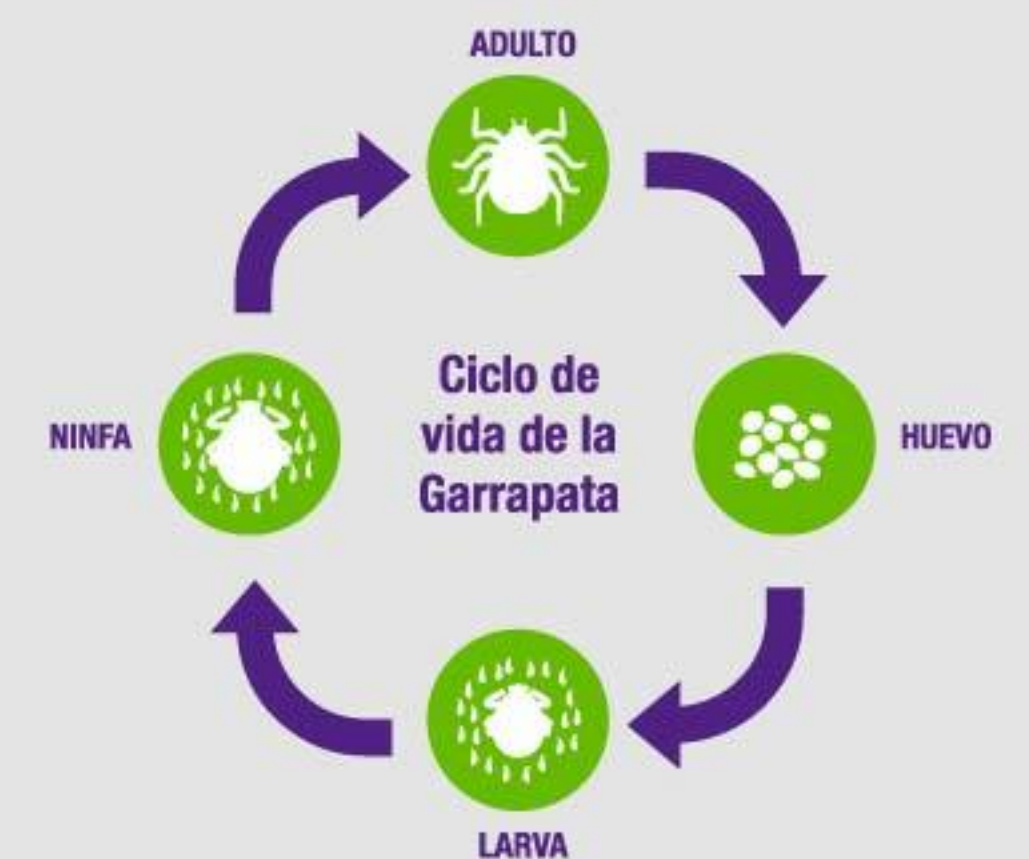 ADULTO
Ciclo de
vida de la
Garrapata
NINFA
HUEVO
LARVA